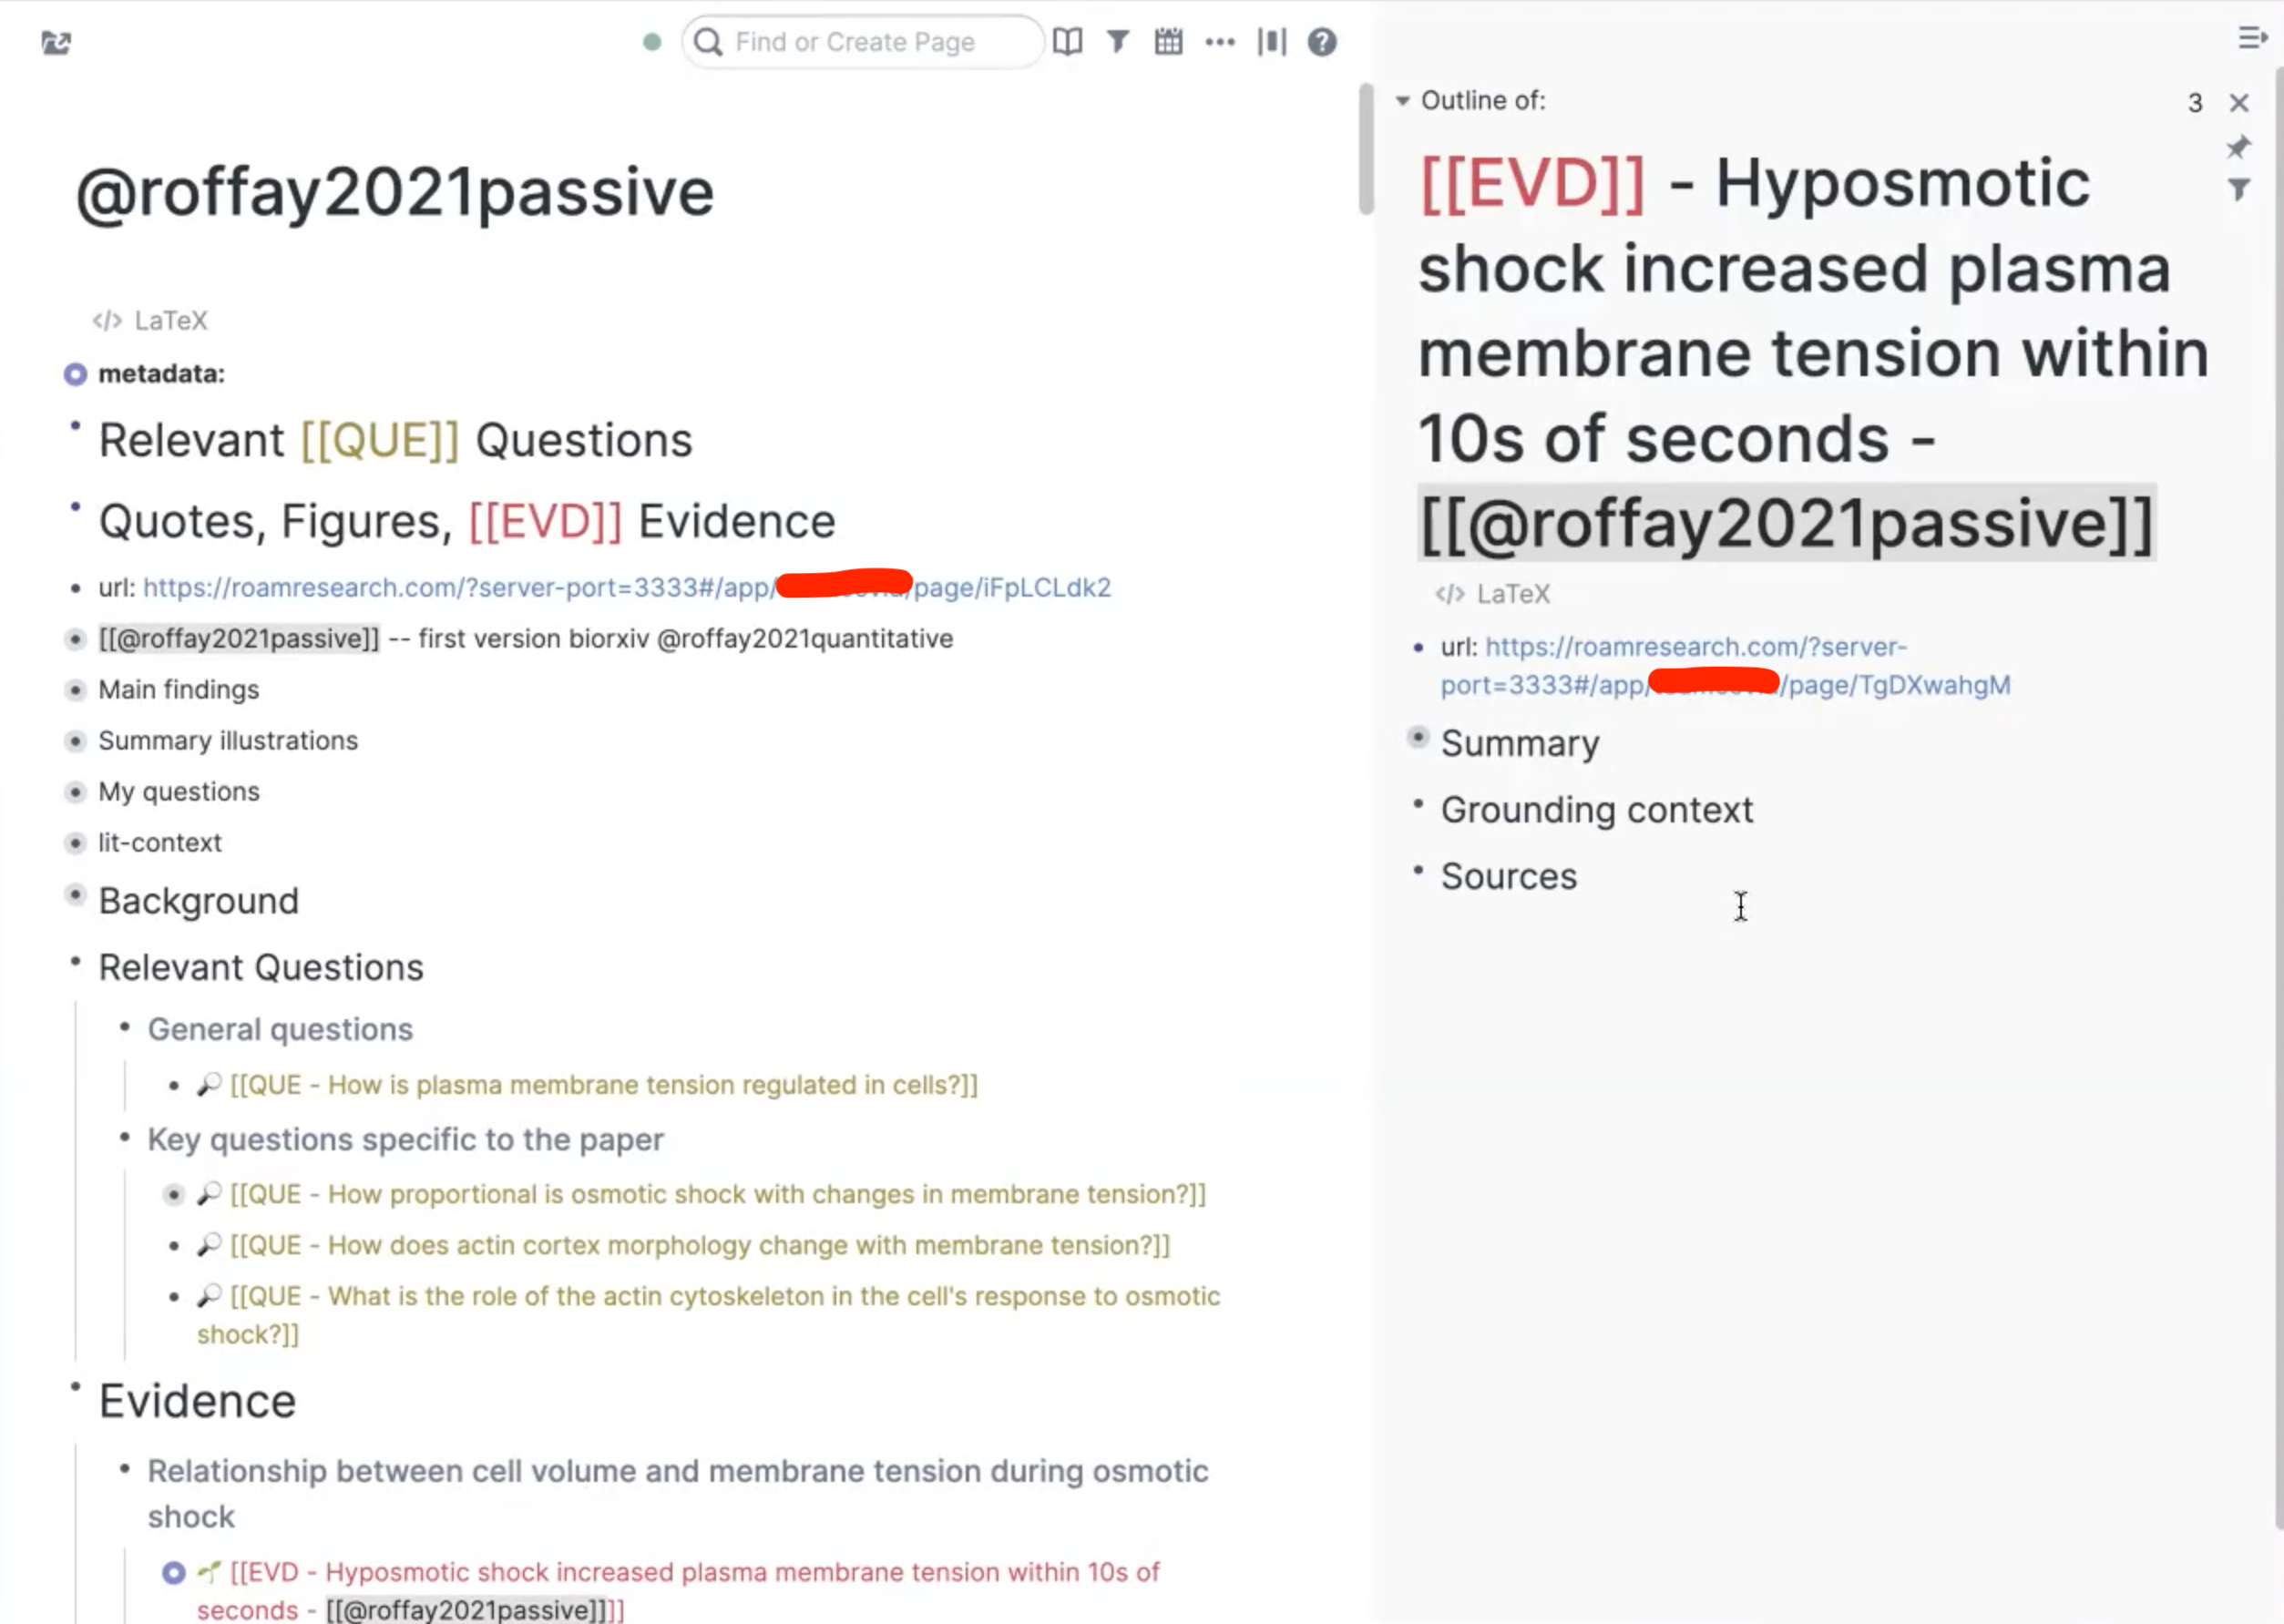 Find or Create Page
@roffay2021passive
</> LaTeX
metadata:
Relevant [[QUE]] Questions
Quotes, Figures, [[EVD]] Evidence
url: https://roamresearch.com/?server-port=3333#/app/ /page/iFpLCLdk2
[[@roffay2021passive]] -- first version biorxiv @roffay2021quantitative
Main findings
Summary illustrations
My questions
lit-context
Background
Relevant Questions
General questions
[[QUE - How is plasma membrane tension regulated in cells?]]
Key questions specific to the paper
[[QUE - How proportional is osmotic shock with changes in membrane tension?]]
[[QUE - How does actin cortex morphology change with membrane tension?]]
[[QUE - What is the role of the actin cytoskeleton in the cell's response to osmotic
shock?]]
Evidence
Relationship between cell volume and membrane tension during osmotic
shock
[[EVD - Hyposmotic shock increased plasma membrane tension within 10s of
seconds - [[@roffay2021passive]]]]
Outline of:
3
[[EVD]] - Hyposmotic
shock increased plasma
membrane tension within
10s of seconds -
[[@roffay2021passive]]
</> LaTeX
url: https://roamresearch.com/?server-
port=3333#/app/ /page/TgDXwahgM
Summary
Grounding context
Sources